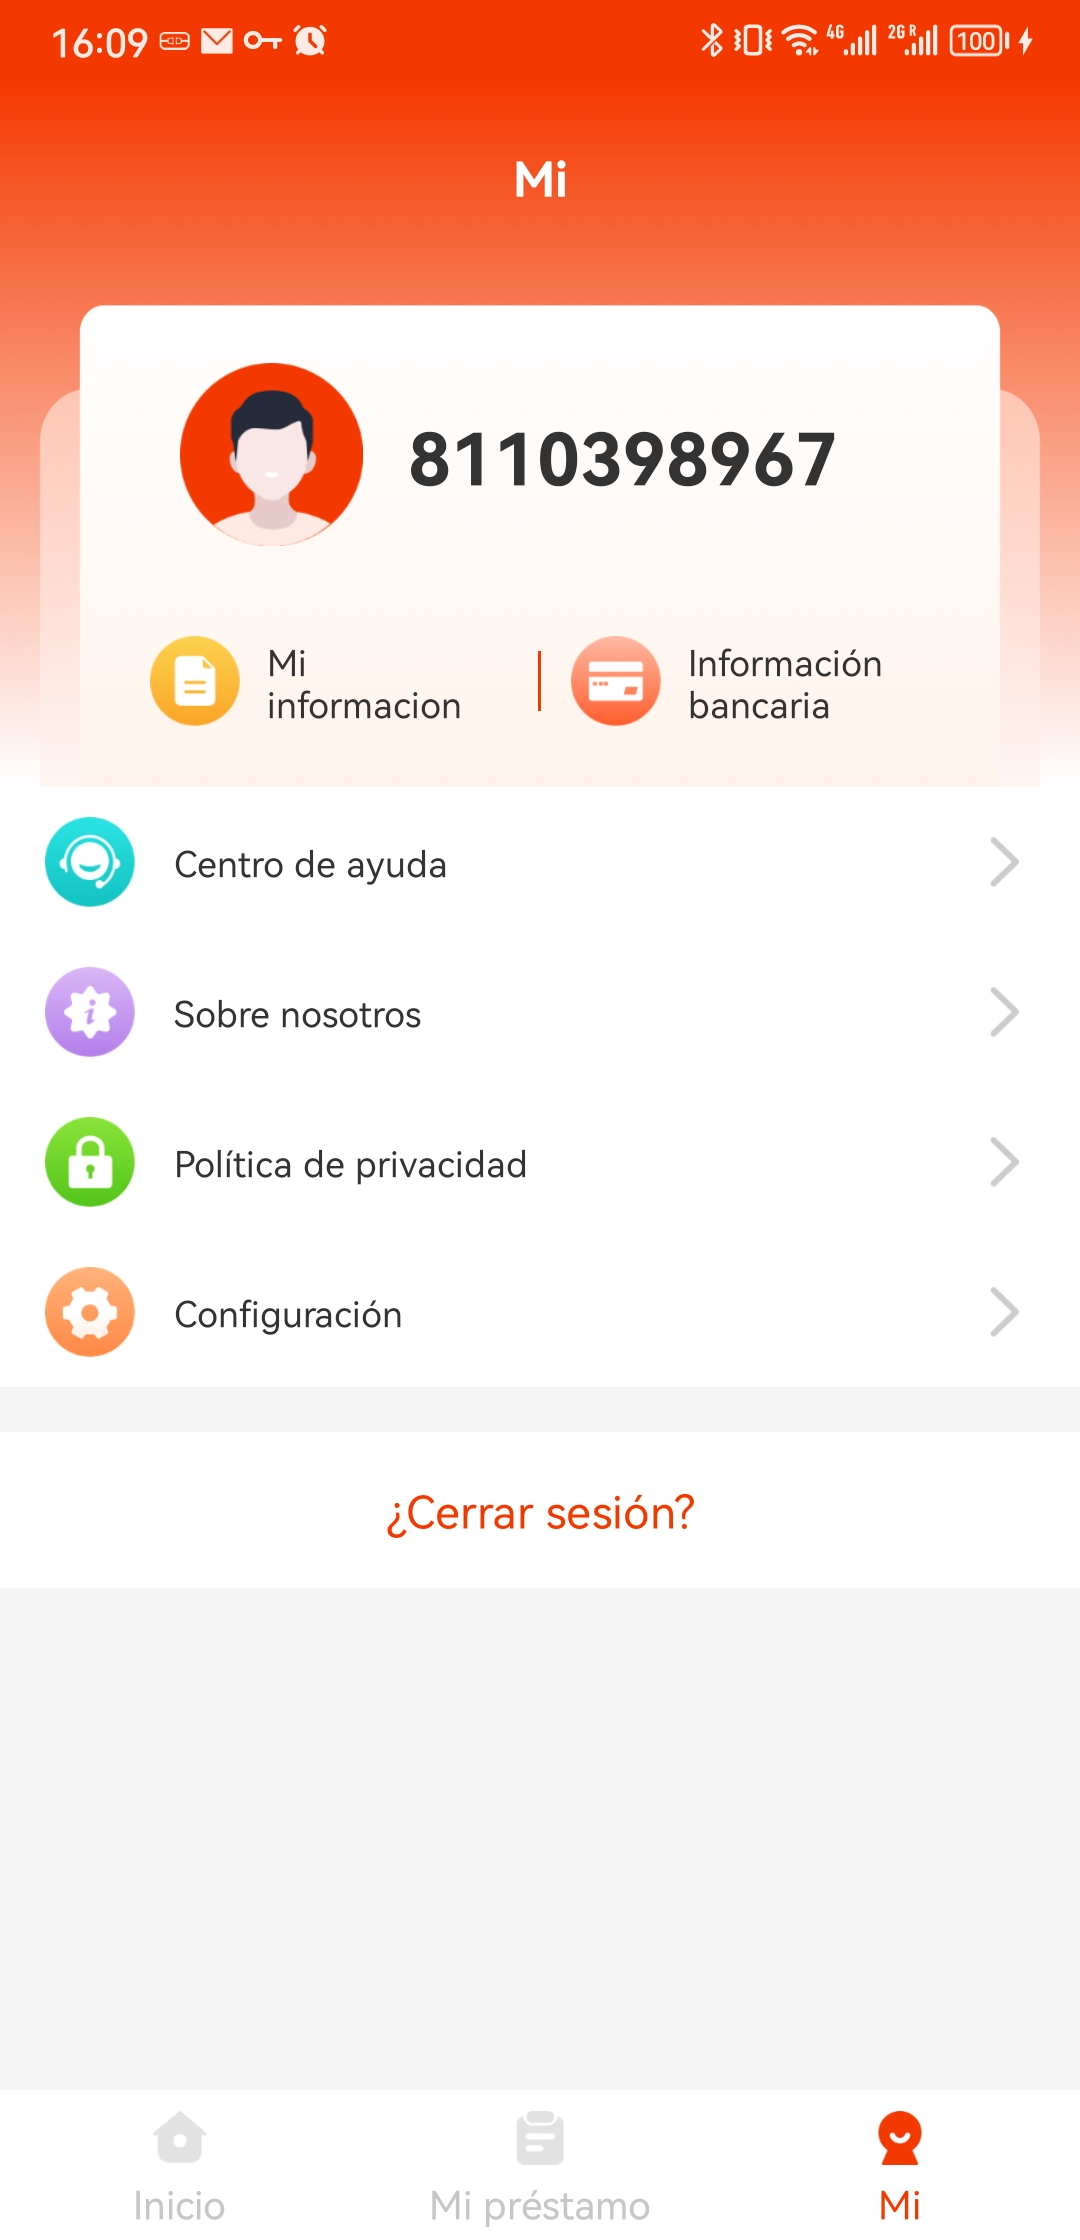 16:09
4G
2G R
100
Mi
8110398967
Mi
informacion
Información
bancaria
Centro de ayuda
Sobre nosotros
Política de privacidad
Configuración
¿Cerrar sesión?
Inicio
Mi préstamo
Mi